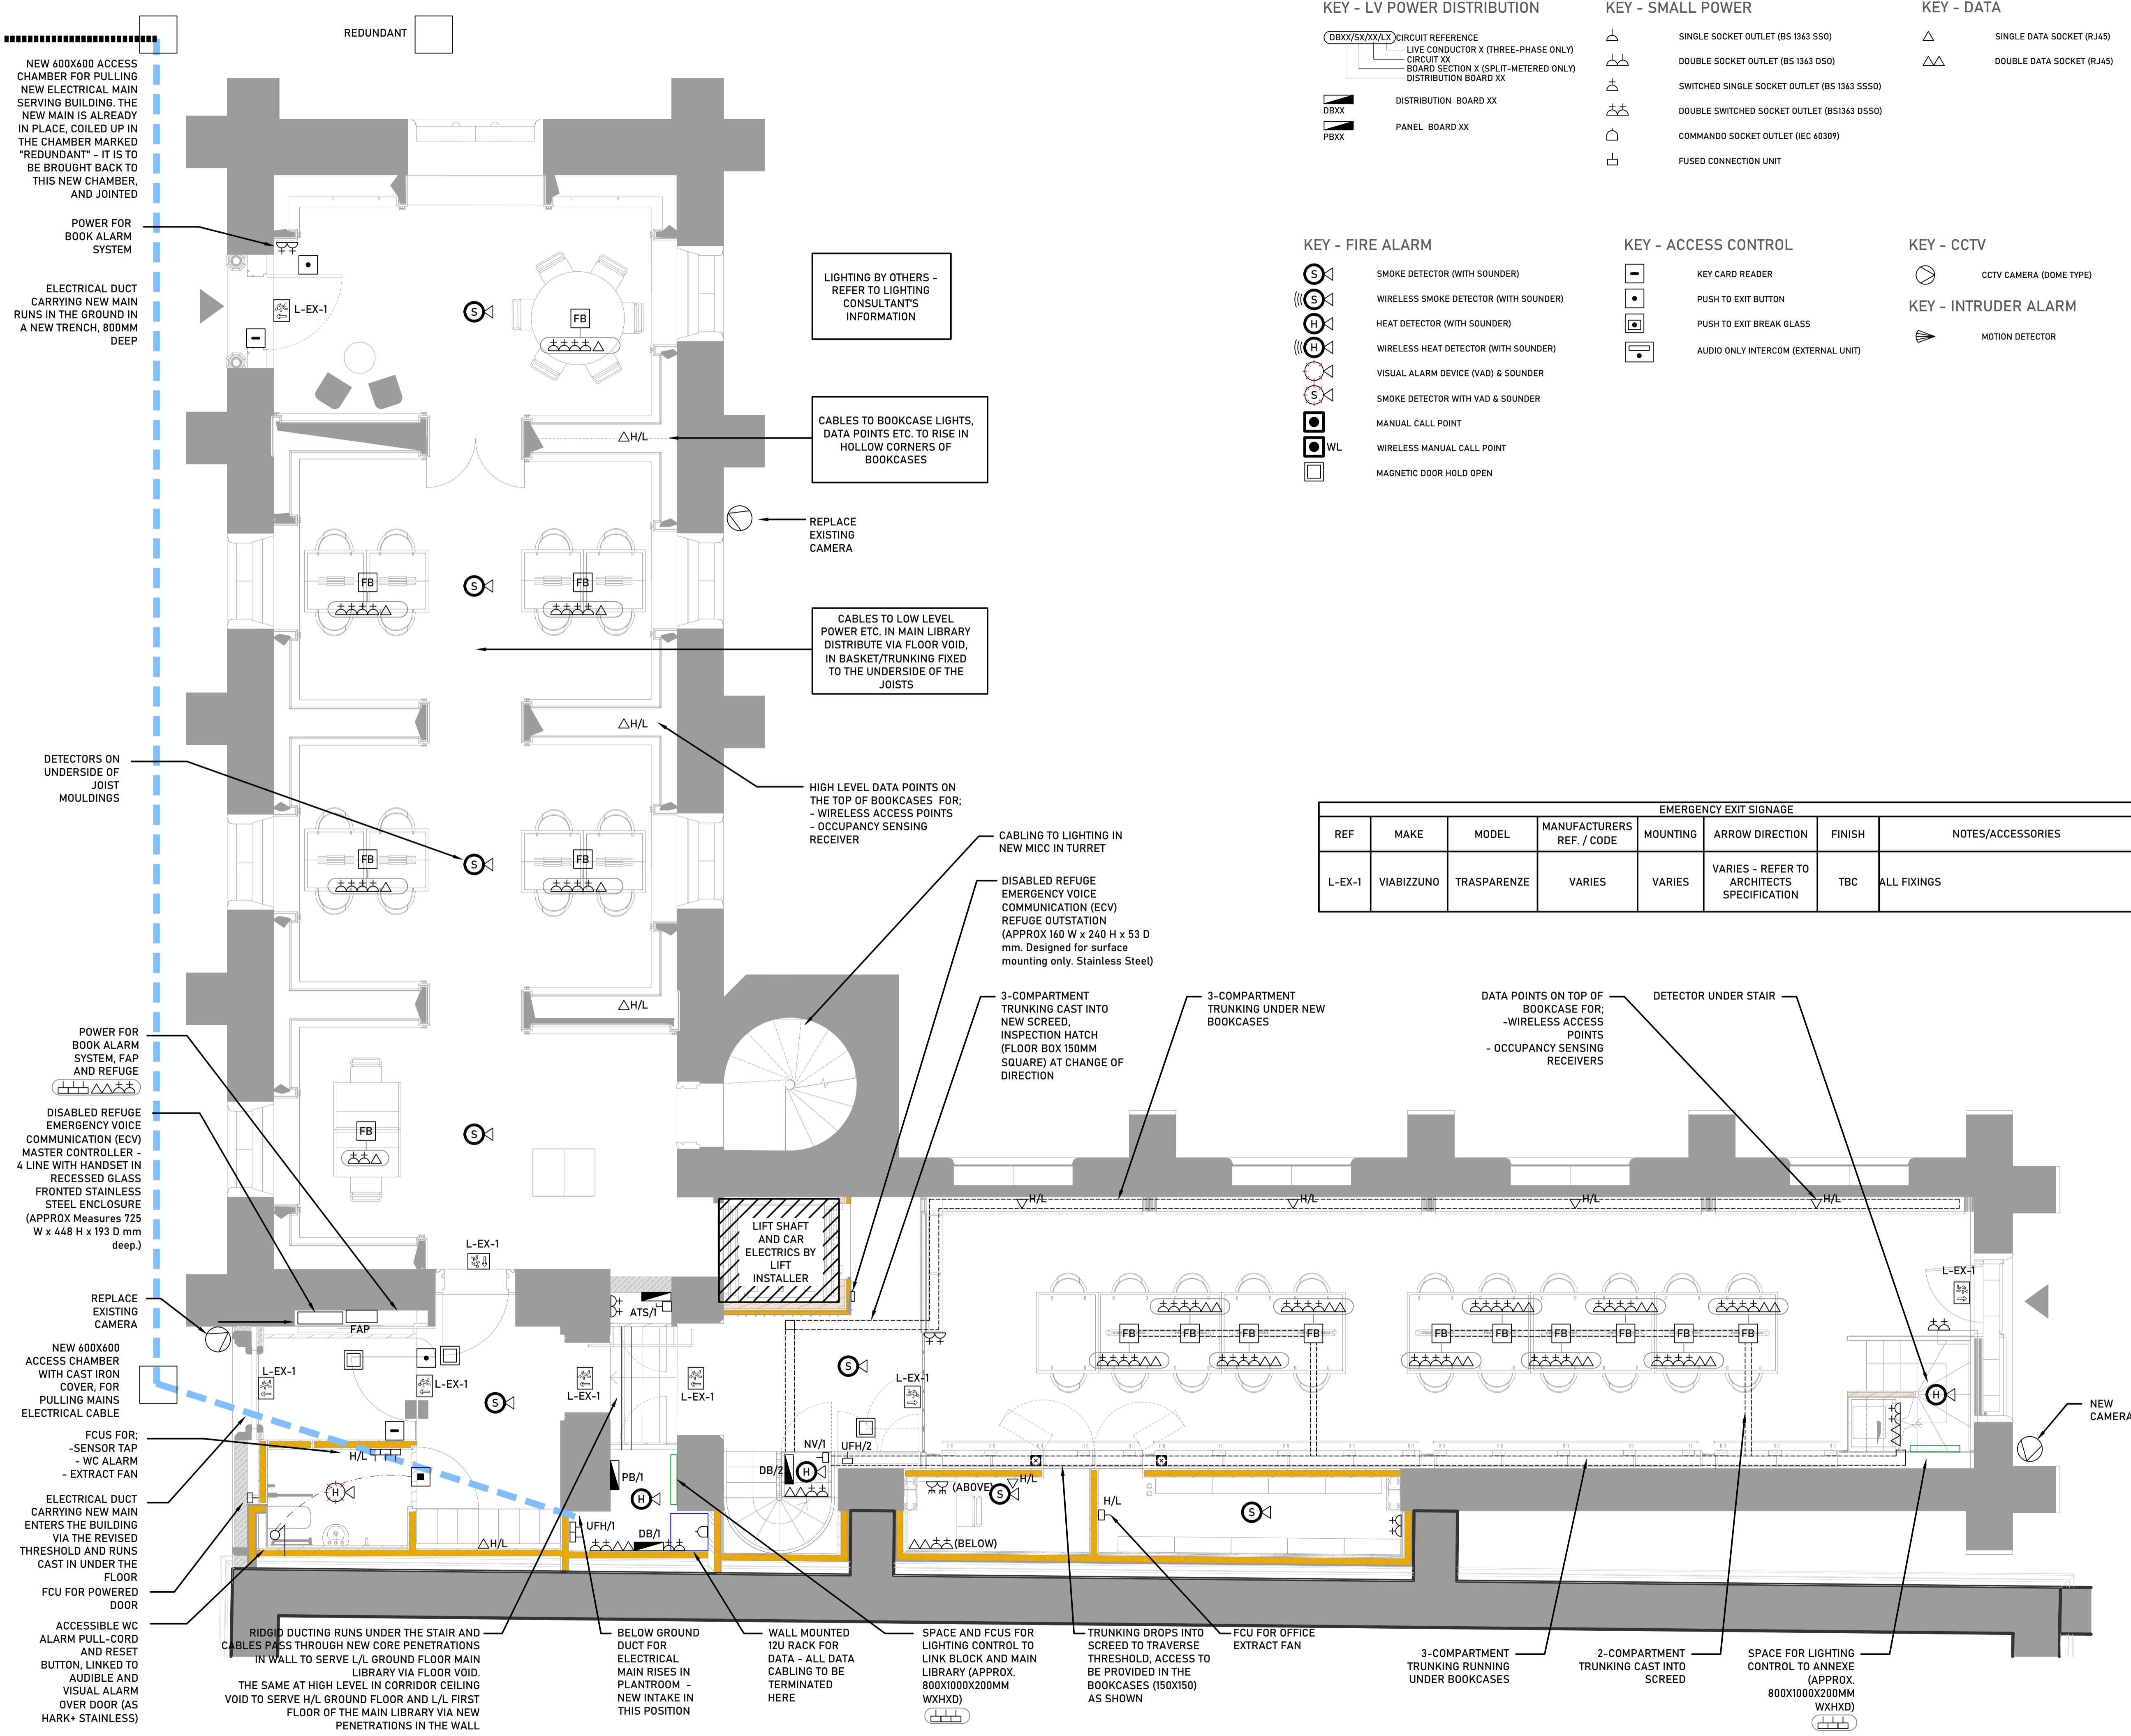 REDUNDANT
NEW 600X600 ACCESS
CHAMBER FOR PULLING
NEW ELECTRICAL MAIN
SERVING BUILDING. THE
NEW MAIN IS ALREADY
IN PLACE, COILED UP IN
THE CHAMBER MARKED
"REDUNDANT" - IT IS TO
BE BROUGHT BACK TO
THIS NEW CHAMBER,
AND JOINTED
POWER FOR
BOOK ALARM
SYSTEM
ELECTRICAL DUCT
CARRYING NEW MAIN
RUNS IN THE GROUND IN
A NEW TRENCH, 800MM
DEEP
KEY - LV POWER DISTRIBUTION
DBXX/SX/XX/LX CIRCUIT REFERENCE
LIVE CONDUCTOR X (THREE-PHASE ONLY)
CIRCUIT XX
BOARD SECTION X (SPLIT-METERED ONLY)
DISTRIBUTION BOARD XX
DISTRIBUTION BOARD XX
DBXX
PANEL BOARD XX
PBXX
KEY - SMALL POWER
SINGLE SOCKET OUTLET (BS 1363 SSO)
DOUBLE SOCKET OUTLET (BS 1363 DSO)
SWITCHED SINGLE SOCKET OUTLET (BS 1363 SSSO)
DOUBLE SWITCHED SOCKET OUTLET (BS1363 DSSO)
COMMANDO SOCKET OUTLET (IEC 60309)
FUSED CONNECTION UNIT
KEY - DATA
SINGLE DATA SOCKET (RJ45)
DOUBLE DATA SOCKET (RJ45)
KEY - FIRE ALARM
S SMOKE DETECTOR (WITH SOUNDER)
S WIRELESS SMOKE DETECTOR (WITH SOUNDER)
H HEAT DETECTOR (WITH SOUNDER)
H WIRELESS HEAT DETECTOR (WITH SOUNDER)
VISUAL ALARM DEVICE (VAD) & SOUNDER
S SMOKE DETECTOR WITH VAD & SOUNDER
MANUAL CALL POINT
WL WIRELESS MANUAL CALL POINT
MAGNETIC DOOR HOLD OPEN
KEY - ACCESS CONTROL
KEY CARD READER
PUSH TO EXIT BUTTON
PUSH TO EXIT BREAK GLASS
AUDIO ONLY INTERCOM (EXTERNAL UNIT)
KEY - CCTV
CCTV CAMERA (DOME TYPE)
KEY - INTRUDER ALARM
MOTION DETECTOR
LIGHTING BY OTHERS -
REFER TO LIGHTING
CONSULTANT'S
INFORMATION
CABLES TO BOOKCASE LIGHTS,
DATA POINTS ETC. TO RISE IN
HOLLOW CORNERS OF
BOOKCASES
REPLACE
EXISTING
CAMERA
CABLES TO LOW LEVEL
POWER ETC. IN MAIN LIBRARY
DISTRIBUTE VIA FLOOR VOID,
IN BASKET/TRUNKING FIXED
TO THE UNDERSIDE OF THE
JOISTS
HIGH LEVEL DATA POINTS ON
THE TOP OF BOOKCASES FOR;
- WIRELESS ACCESS POINTS
- OCCUPANCY SENSING
RECEIVER
L-EX-1
S
FB
H/L
FB
S
FB
H/L
FB
S
FB
H/L
FB
S
L-EX-1
DETECTORS ON
UNDERSIDE OF
JOIST
MOULDINGS
EMERGENCY EXIT SIGNAGE
REF MAKE MODEL MANUFACTURERS REF. / CODE MOUNTING ARROW DIRECTION FINISH NOTES/ACCESSORIES
L-EX-1 VIABIZZUNO TRASPARENZE VARIES VARIES VARIES - REFER TO ARCHITECTS SPECIFICATION TBC ALL FIXINGS
CABLING TO LIGHTING IN
NEW MICC IN TURRET
DISABLED REFUGE
EMERGENCY VOICE
COMMUNICATION (ECV)
REFUGE OUTSTATION
(APPROX 160 W x 240 H x 53 D
mm. Designed for surface
mounting only. Stainless Steel)
3-COMPARTMENT
TRUNKING CAST INTO
NEW SCREED,
INSPECTION HATCH
(FLOOR BOX 150MM
SQUARE) AT CHANGE OF
DIRECTION
3-COMPARTMENT
TRUNKING UNDER NEW
BOOKCASES
DATA POINTS ON TOP OF
BOOKCASE FOR;
-WIRELESS ACCESS
POINTS
- OCCUPANCY SENSING
RECEIVERS
DETECTOR UNDER STAIR
POWER FOR
BOOK ALARM
SYSTEM, FAP
AND REFUGE
DISABLED REFUGE
EMERGENCY VOICE
COMMUNICATION (ECV)
MASTER CONTROLLER -
4 LINE WITH HANDSET IN
RECESSED GLASS
FRONTED STAINLESS
STEEL ENCLOSURE
(APPROX Measures 725
W x 448 H x 193 D mm
deep.)
REPLACE
EXISTING
CAMERA
NEW 600X600
ACCESS CHAMBER
WITH CAST IRON
COVER, FOR
PULLING MAINS
ELECTRICAL CABLE
FCUS FOR;
-SENSOR TAP
- WC ALARM
- EXTRACT FAN
ELECTRICAL DUCT
CARRYING NEW MAIN
ENTERS THE BUILDING
VIA THE REVISED
THRESHOLD AND RUNS
CAST IN UNDER THE
FLOOR
FCU FOR POWERED
DOOR
ACCESSIBLE WC
ALARM PULL-CORD
AND RESET
BUTTON, LINKED TO
AUDIBLE AND
VISUAL ALARM
OVER DOOR (AS
HARK+ STAINLESS)
LIFT SHAFT
AND CAR
ELECTRICS BY
LIFT
INSTALLER
FAP
ATS/1
L-EX-1
L-EX-1
L-EX-1
L-EX-1
L-EX-1
L-EX-1
S
S
H/L
H
PB/1
H
UFH/1
DB/1
H/L
DB/2
NV/1
H
UFH/2
H/L
H/L
H/L
H/L
FB FB FB FB
FB FB FB FB FB FB
L-EX-1
H
NEW
CAMERA
(ABOVE)
H/L
S
(BELOW)
H/L
S
RIDGID DUCTING RUNS UNDER THE STAIR AND
CABLES PASS THROUGH NEW CORE PENETRATIONS
IN WALL TO SERVE L/L GROUND FLOOR MAIN
LIBRARY VIA FLOOR VOID.
THE SAME AT HIGH LEVEL IN CORRIDOR CEILING
VOID TO SERVE H/L GROUND FLOOR AND L/L FIRST
FLOOR OF THE MAIN LIBRARY VIA NEW
PENETRATIONS IN THE WALL
BELOW GROUND
DUCT FOR
ELECTRICAL
MAIN RISES IN
PLANTROOM -
NEW INTAKE IN
THIS POSITION
WALL MOUNTED
12U RACK FOR
DATA - ALL DATA
CABLING TO BE
TERMINATED
HERE
SPACE AND FCUS FOR
LIGHTING CONTROL TO
LINK BLOCK AND MAIN
LIBRARY (APPROX.
800X1000X200MM
WXHXD)
TRUNKING DROPS INTO
SCREED TO TRAVERSE
THRESHOLD, ACCESS TO
BE PROVIDED IN THE
BOOKCASES (150X150)
AS SHOWN
FCU FOR OFFICE
EXTRACT FAN
3-COMPARTMENT
TRUNKING RUNNING
UNDER BOOKCASES
2-COMPARTMENT
TRUNKING CAST INTO
SCREED
SPACE FOR LIGHTING
CONTROL TO ANNEXE
(APPROX.
800X1000X200MM
WXHXD)